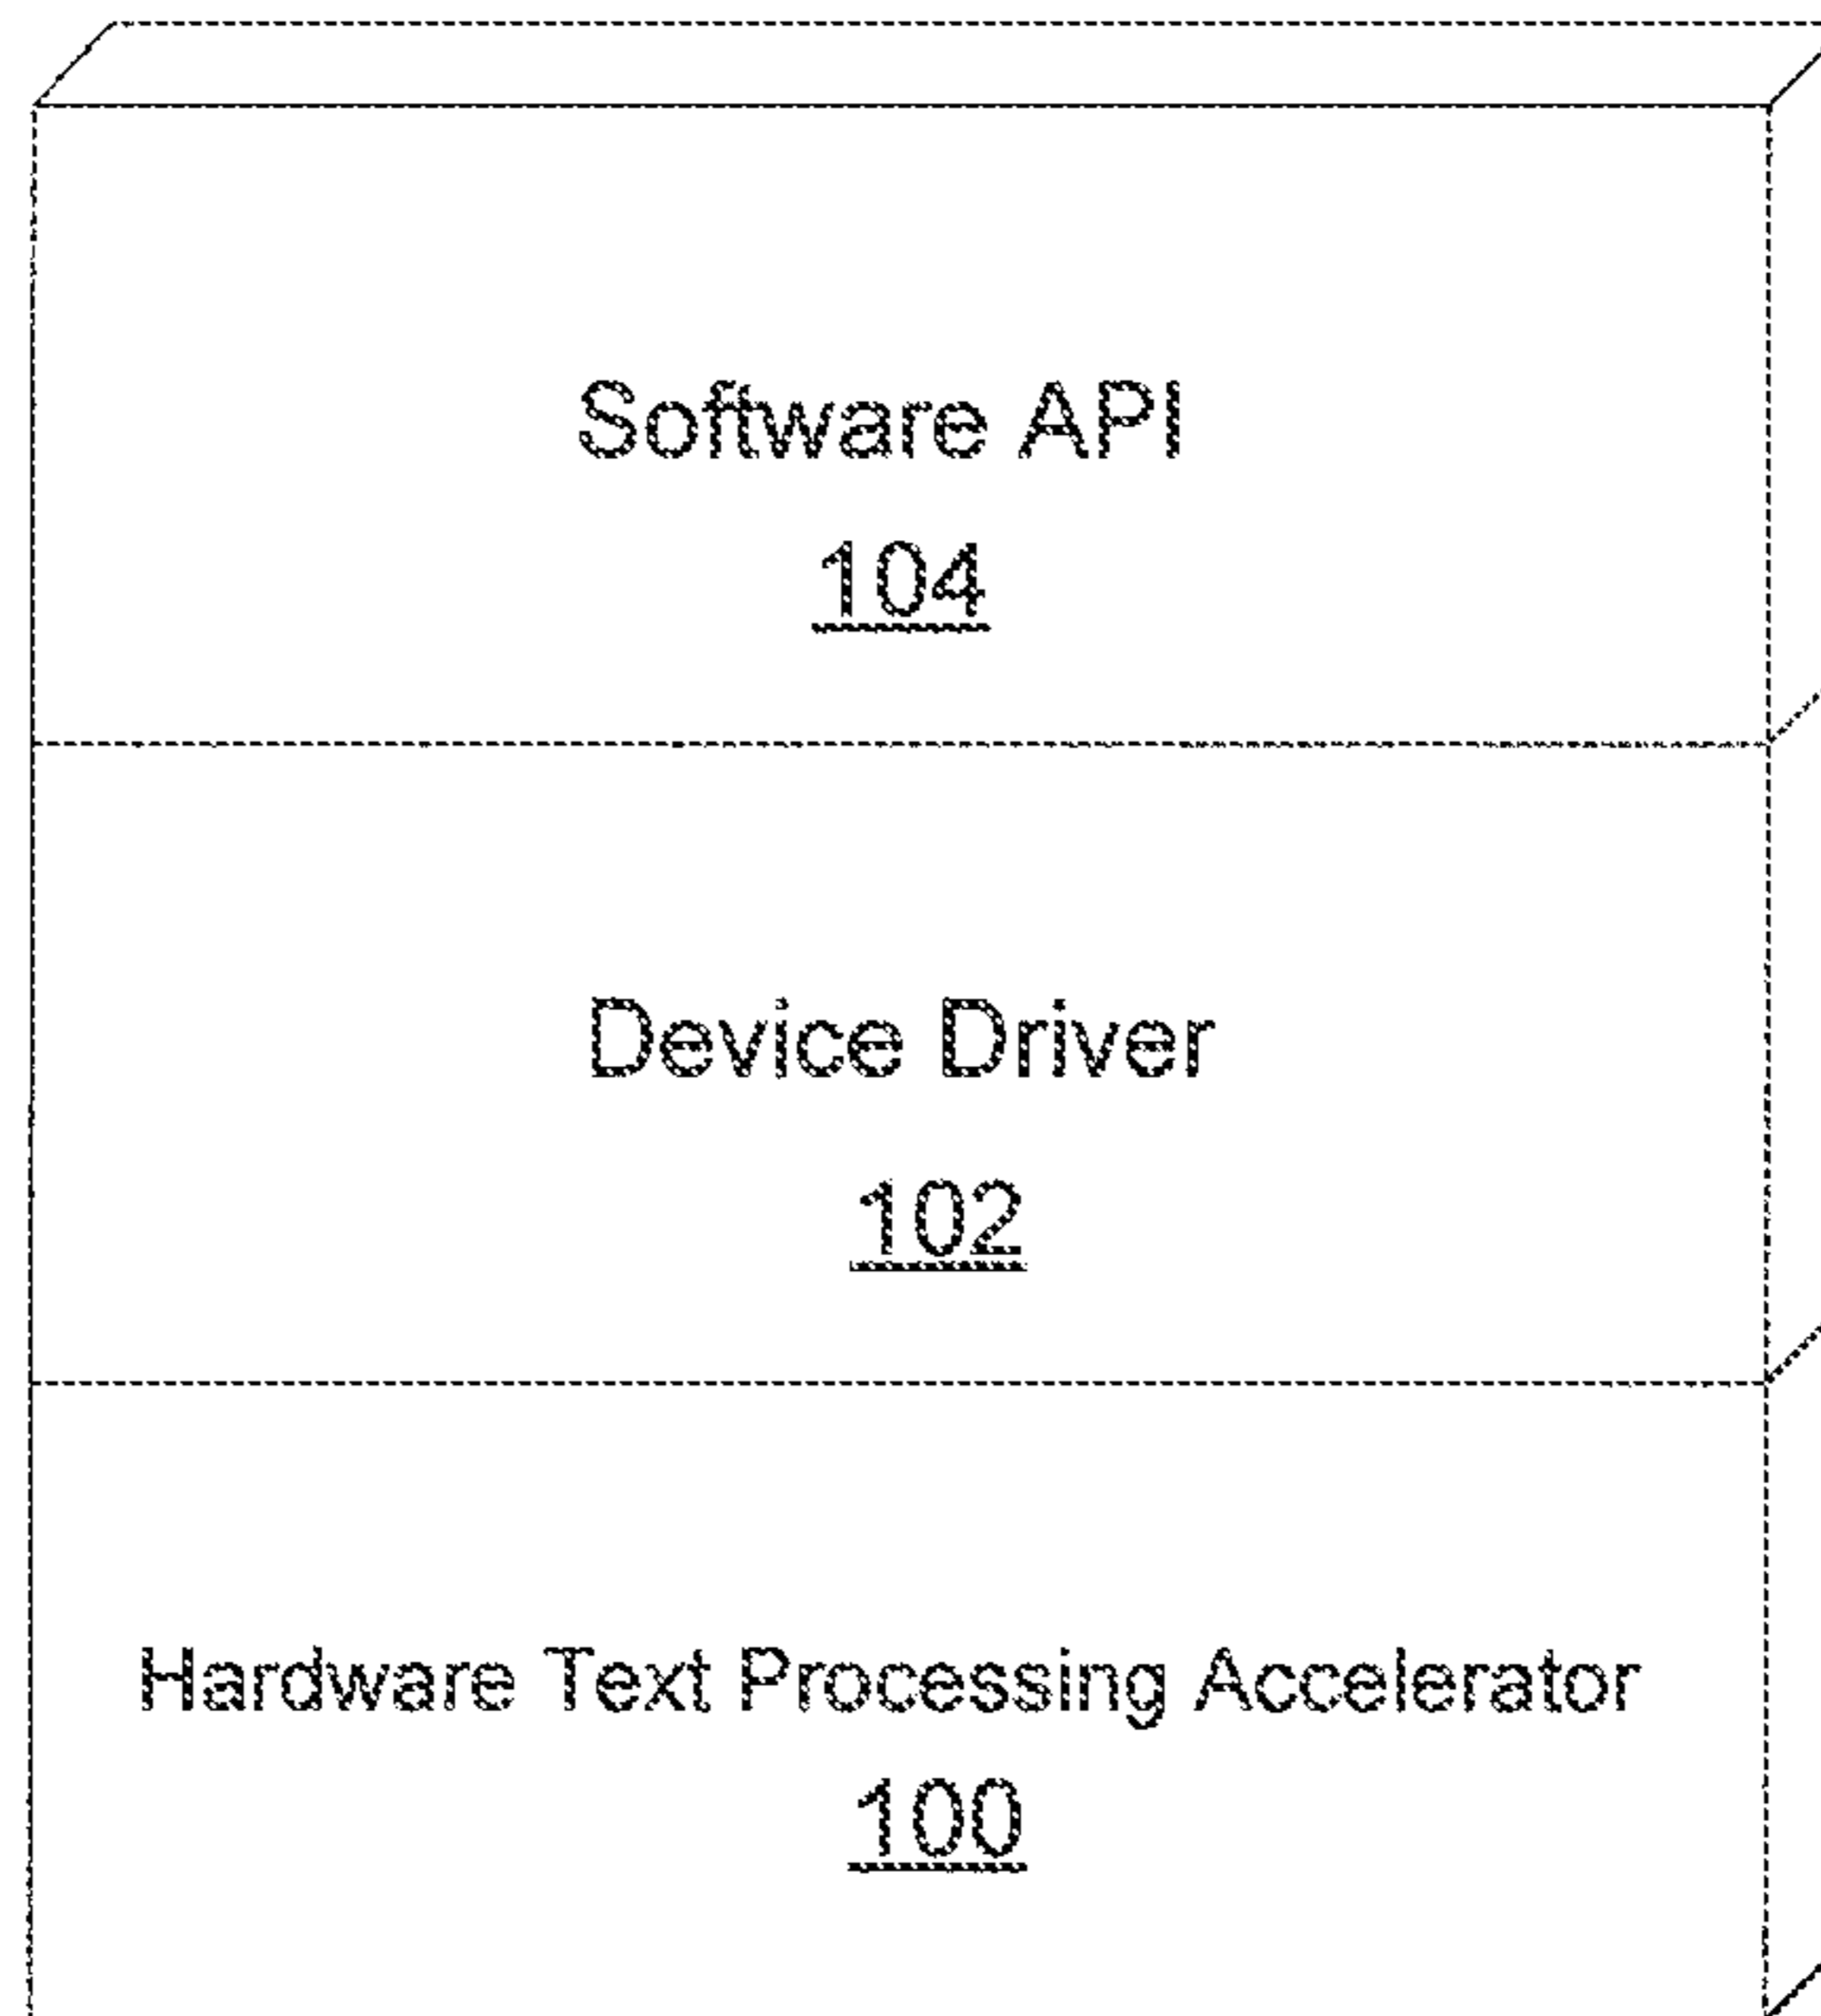 Software API
104
Device Driver
102
Hardware Text Processing Accelerator
100